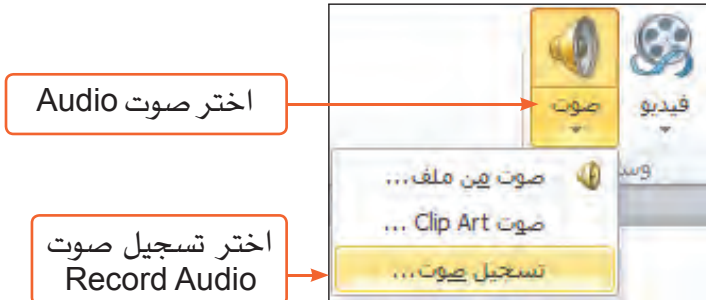 فيديو
صوت
اختر صوت Audio
صوت من ملف...
صوت Clip Art ...
تسجيل صوت...
اختر تسجيل صوت
Record Audio